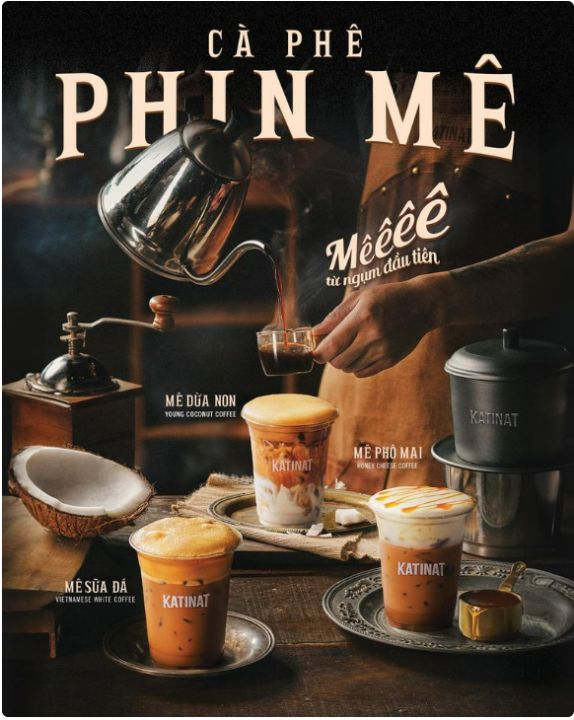 CÀ PHÊ
PHIN MÊ
KATINAT
Mêêêê
từ ngụm đầu tiên
MÊ DỪA NON
YOUNG COCONUT COFFEE
KATINAT
KATINAT
MÊ PHÔ MAI
HONEY CHEESE COFFEE
KATINAT
MÊ SỮA ĐÁ
VIETNAMESE WHITE COFFEE
KATINAT